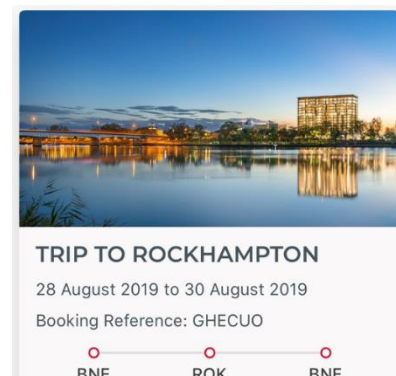 TRIP TO ROCKHAMPTON
28 August 2019 to 30 August 2019
Booking Reference: GHECUO
BNE ROK BNE